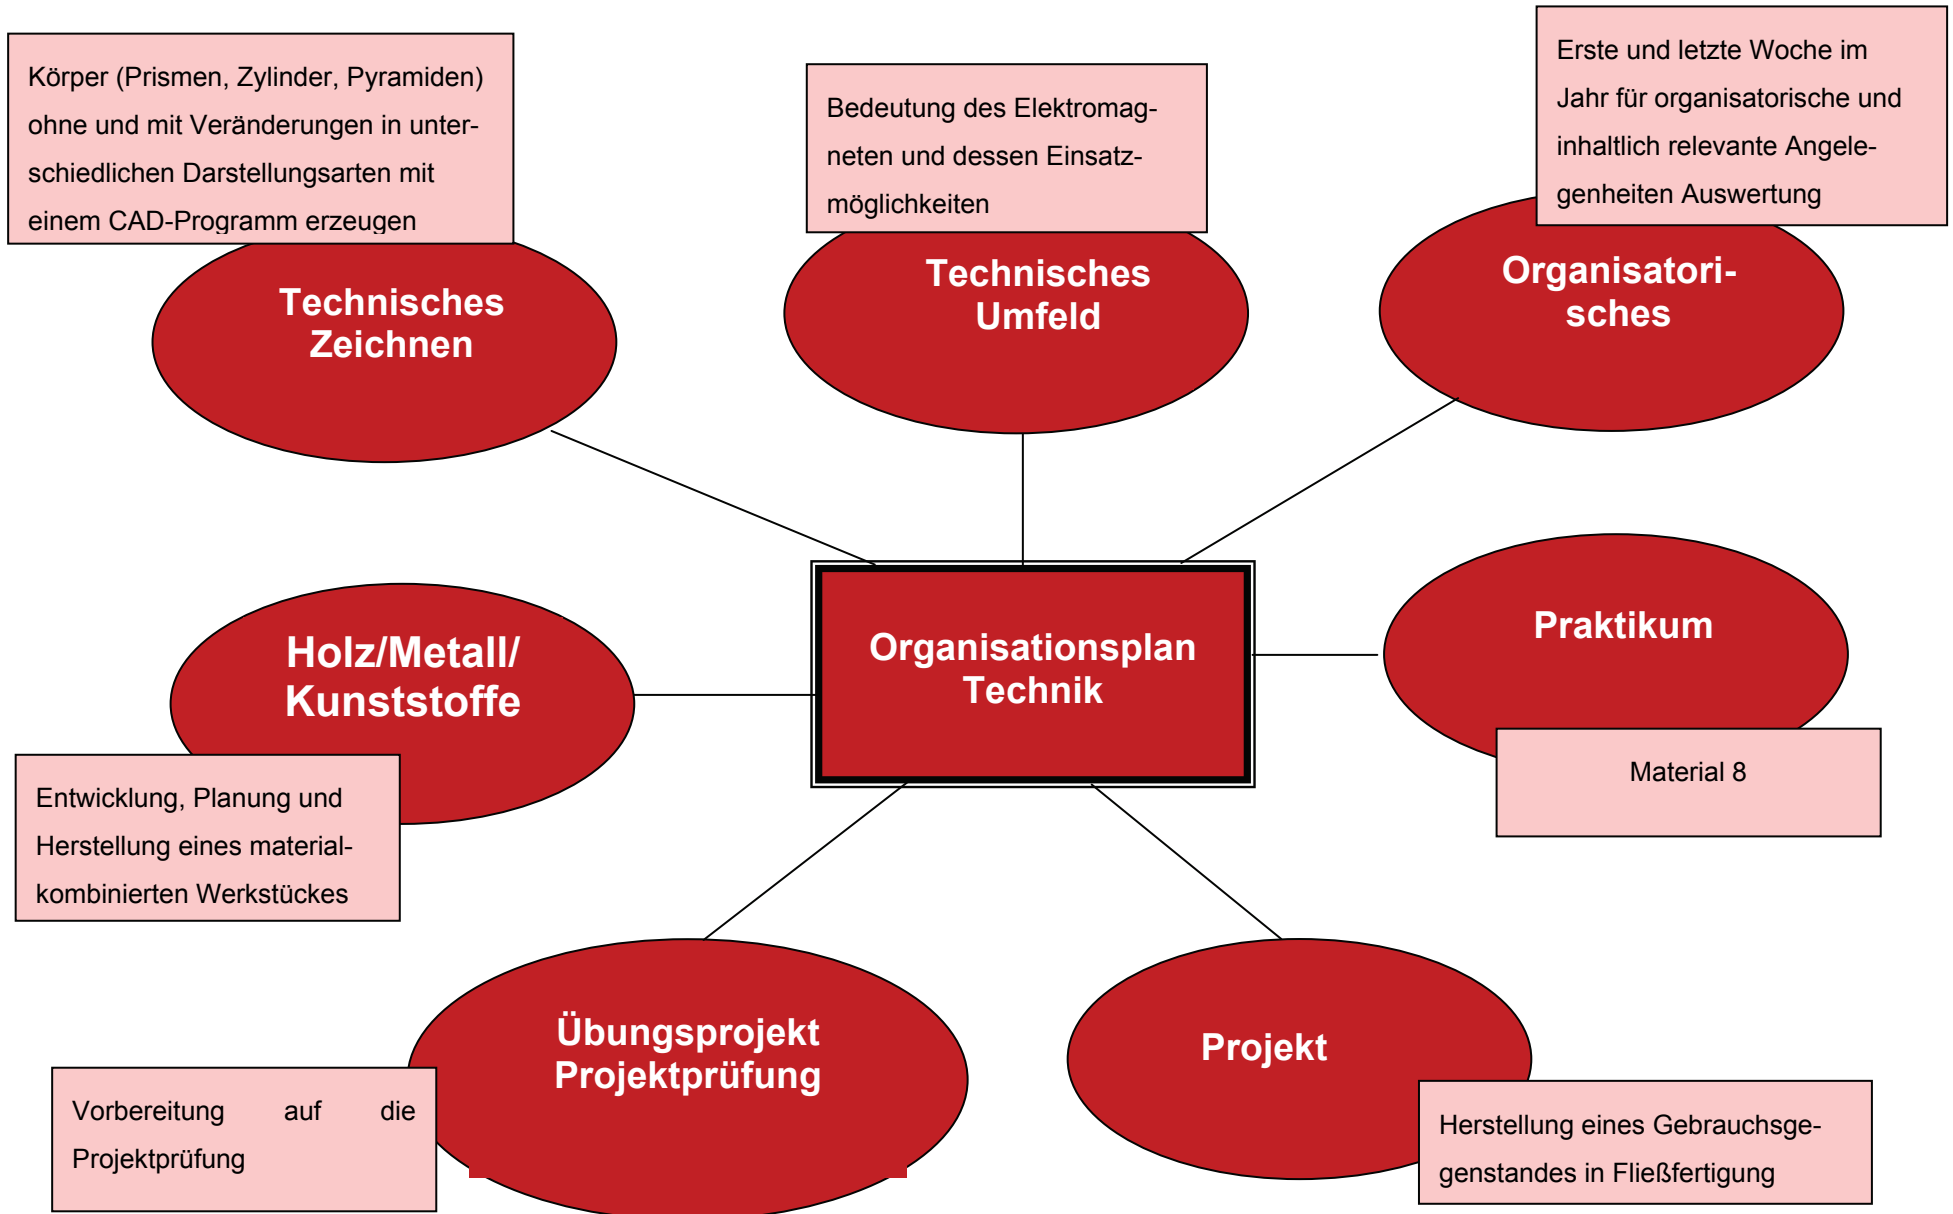 Körper (Prismen, Zylinder, Pyramiden)
ohne und mit Veränderungen in unter-
schiedlichen Darstellungsarten mit
einem CAD-Programm erzeugen
Technisches
Zeichnen
Bedeutung des Elektromag-
neten und dessen Einsatz-
möglichkeiten
Technisches
Umfeld
Erste und letzte Woche im
Jahr für organisatorische und
inhaltlich relevante Angele-
genheiten Auswertung
Organisatori-
sches
Holz/Metall/
Kunststoffe
Entwicklung, Planung und
Herstellung eines material-
kombinierten Werkstückes
Organisationsplan
Technik
Praktikum
Material 8
Übungsprojekt
Projektprüfung
Vorbereitung auf die
Projektprüfung
Projekt
Herstellung eines Gebrauchsge-
genstandes in Fließfertigung